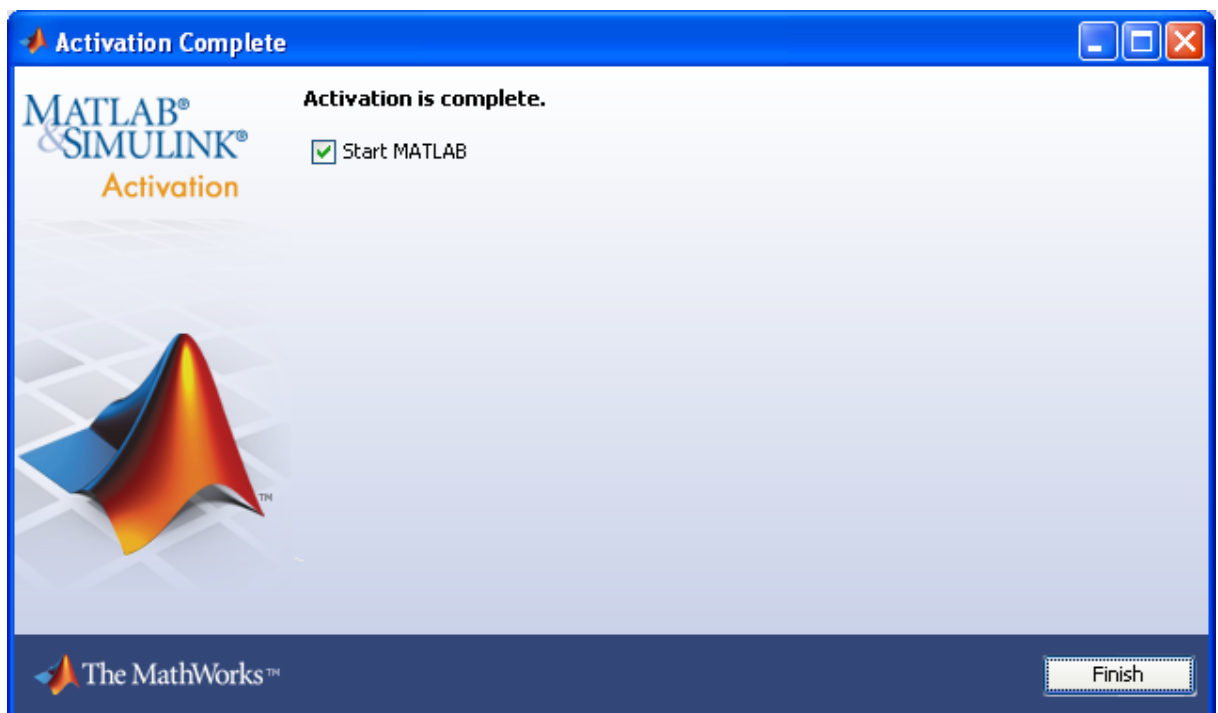 Activation Complete
MATLAB®
&SIMULINK®
Activation
Activation is complete.
Start MATLAB
TM
The MathWorks™
Finish